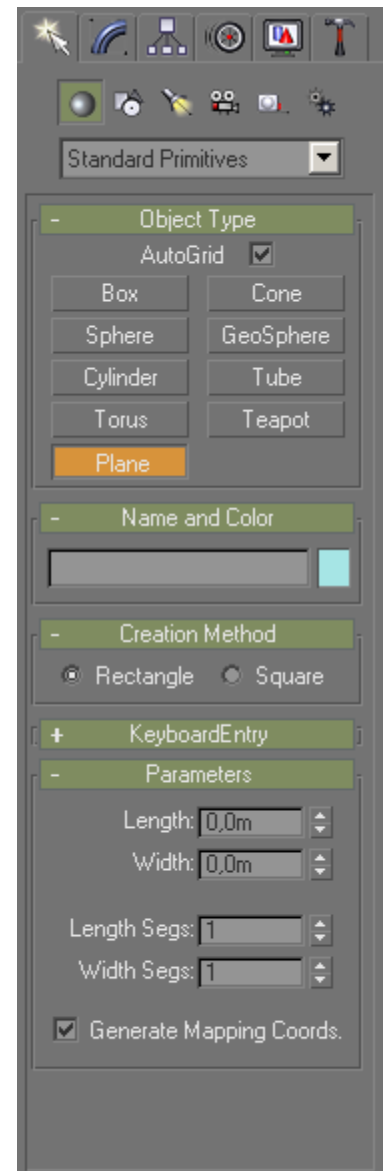 Standard Primitives
- Object Type
AutoGrid
Box Cone
Sphere GeoSphere
Cylinder Tube
Torus Teapot
Plane
- Name and Color
- Creation Method
Rectangle Square
+ KeyboardEntry
- Parameters
Length: 0,0m
Width: 0,0m
Length Segs: 1
Width Segs: 1
Generate Mapping Coords.